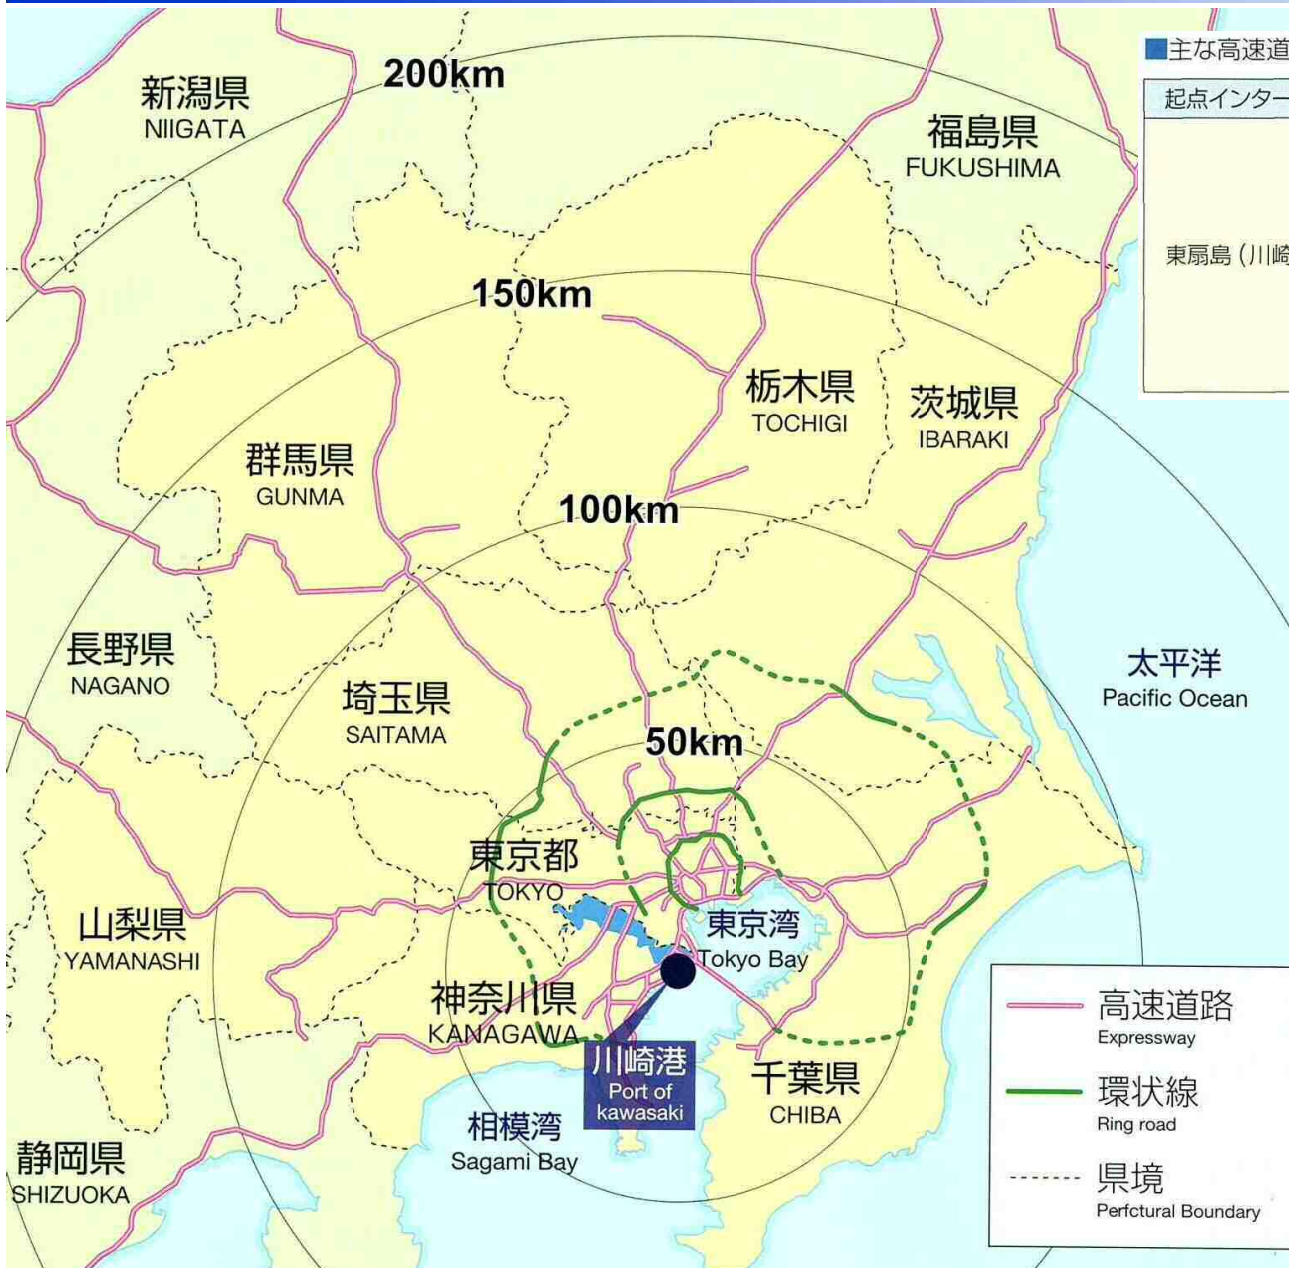 200km
新潟県
NIIGATA
■主な高速道
起点インター
福島県
FUKUSHIMA
東扇島(川崎
150km
栃木県
TOCHIGI
茨城県
IBARAKI
群馬県
GUNMA
100km
長野県
NAGANO
埼玉県
SAITAMA
太平洋
Pacific Ocean
50km
東京都
TOKYO
山梨県
YAMANASHI
東京湾
Tokyo Bay
神奈川県
KANAGAWA
川崎港
Port of
kawasaki
千葉県
CHIBA
相模湾
Sagami Bay
静岡県
SHIZUOKA
高速道路
Expressway
環状線
Ring road
県境
Perfctural Boundary